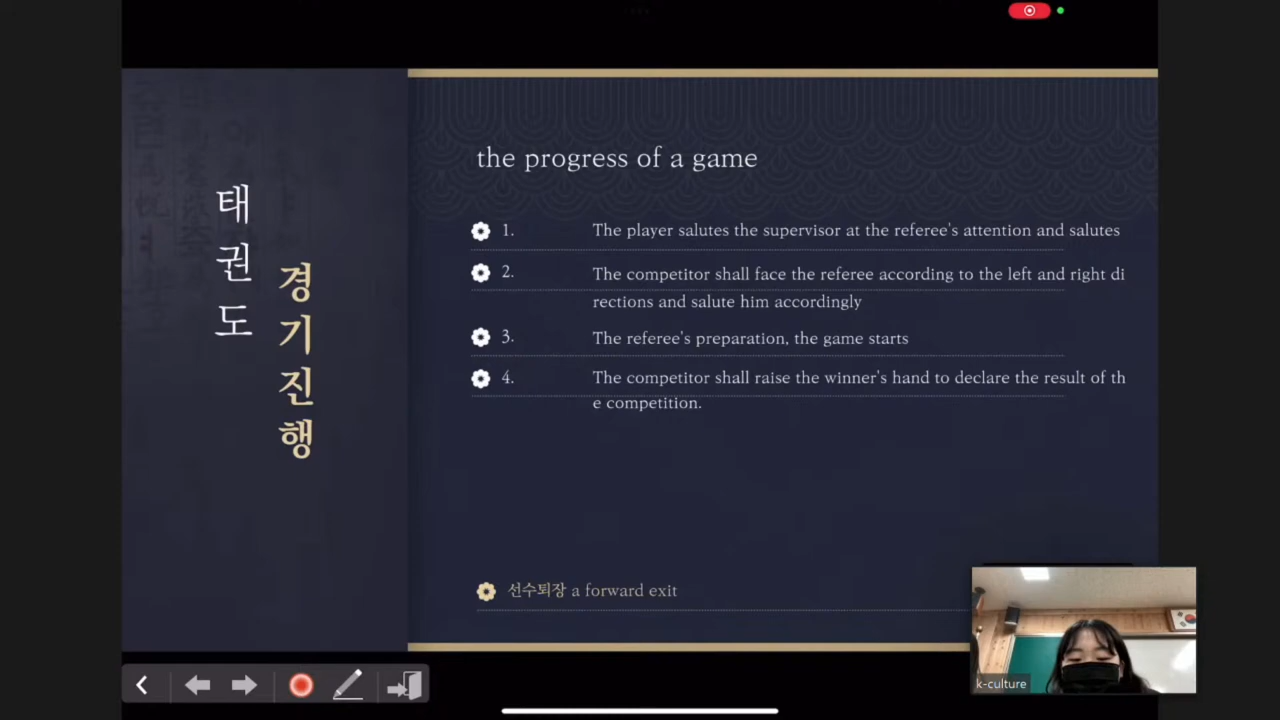 태권도
경기진행
the progress of a game
1. The player salutes the supervisor at the referee's attention and salutes
2. The competitor shall face the referee according to the left and right di
rections and salute him accordingly
3. The referee's preparation, the game starts
4. The competitor shall raise the winner's hand to declare the result of th
e competition.
선수퇴장 a forward exit
k-culture